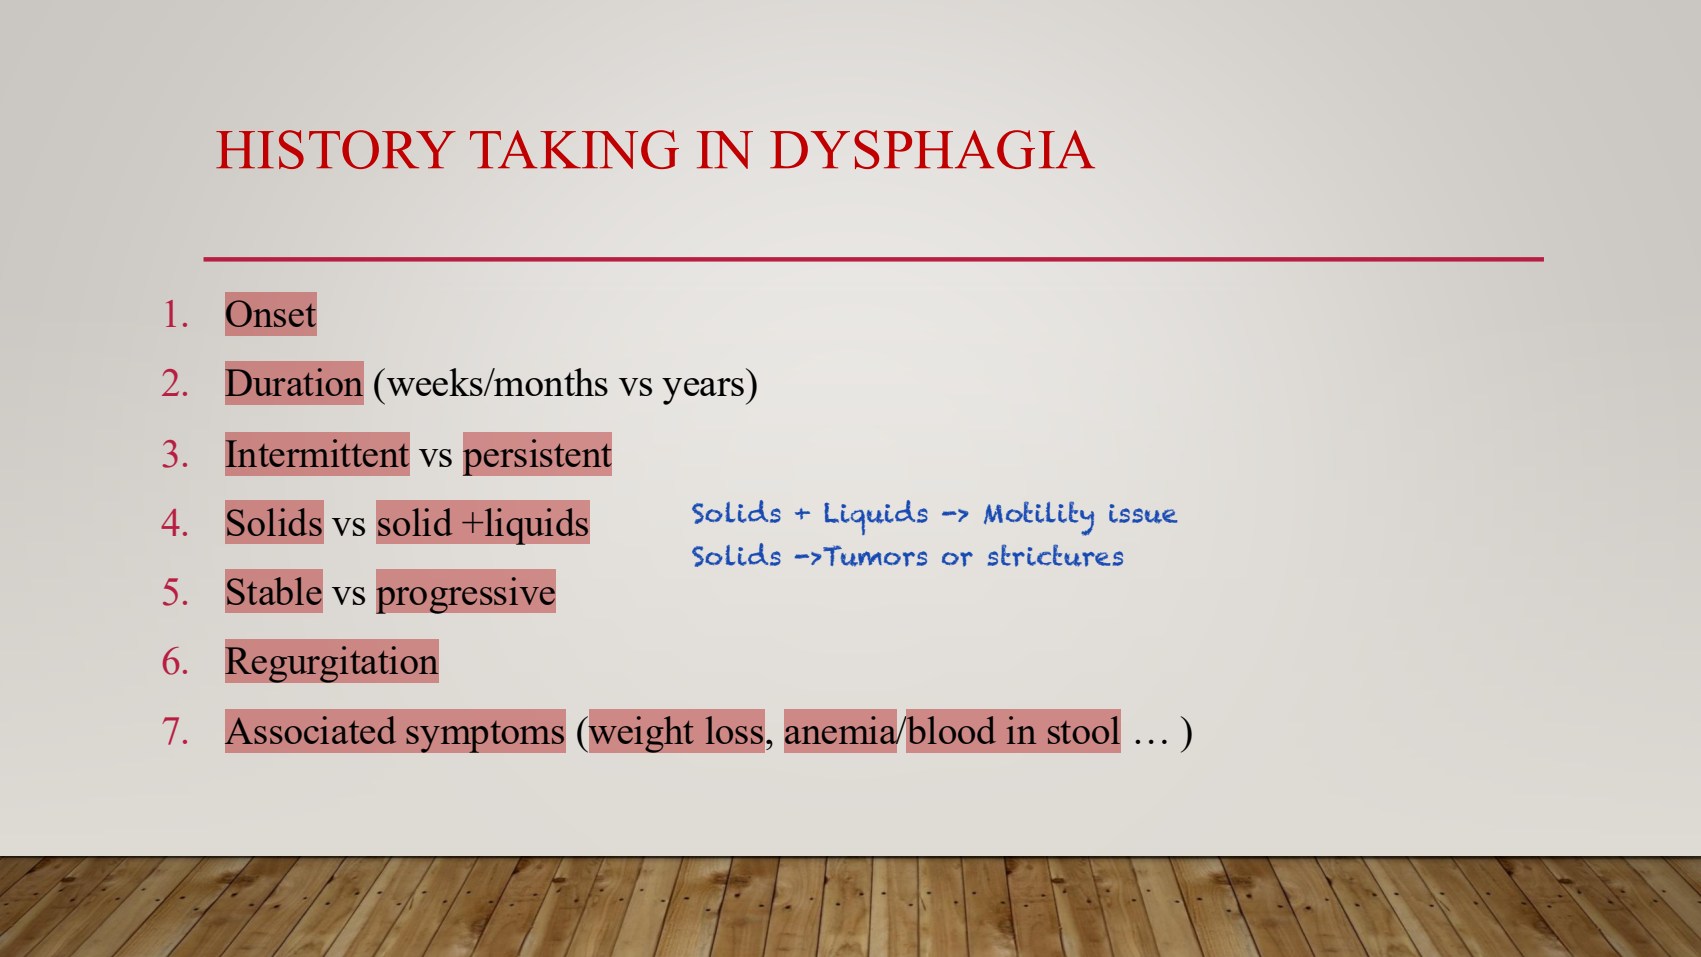 HISTORY TAKING IN DYSPHAGIA
1. Onset
2. Duration (weeks/months vs years)
3. Intermittent vs persistent
4. Solids vs solid +liquids
Solids + Liquids -> Motility issue
Solids ->Tumors or strictures
5. Stable vs progressive
6. Regurgitation
7. Associated symptoms (weight loss, anemia/blood in stool … )